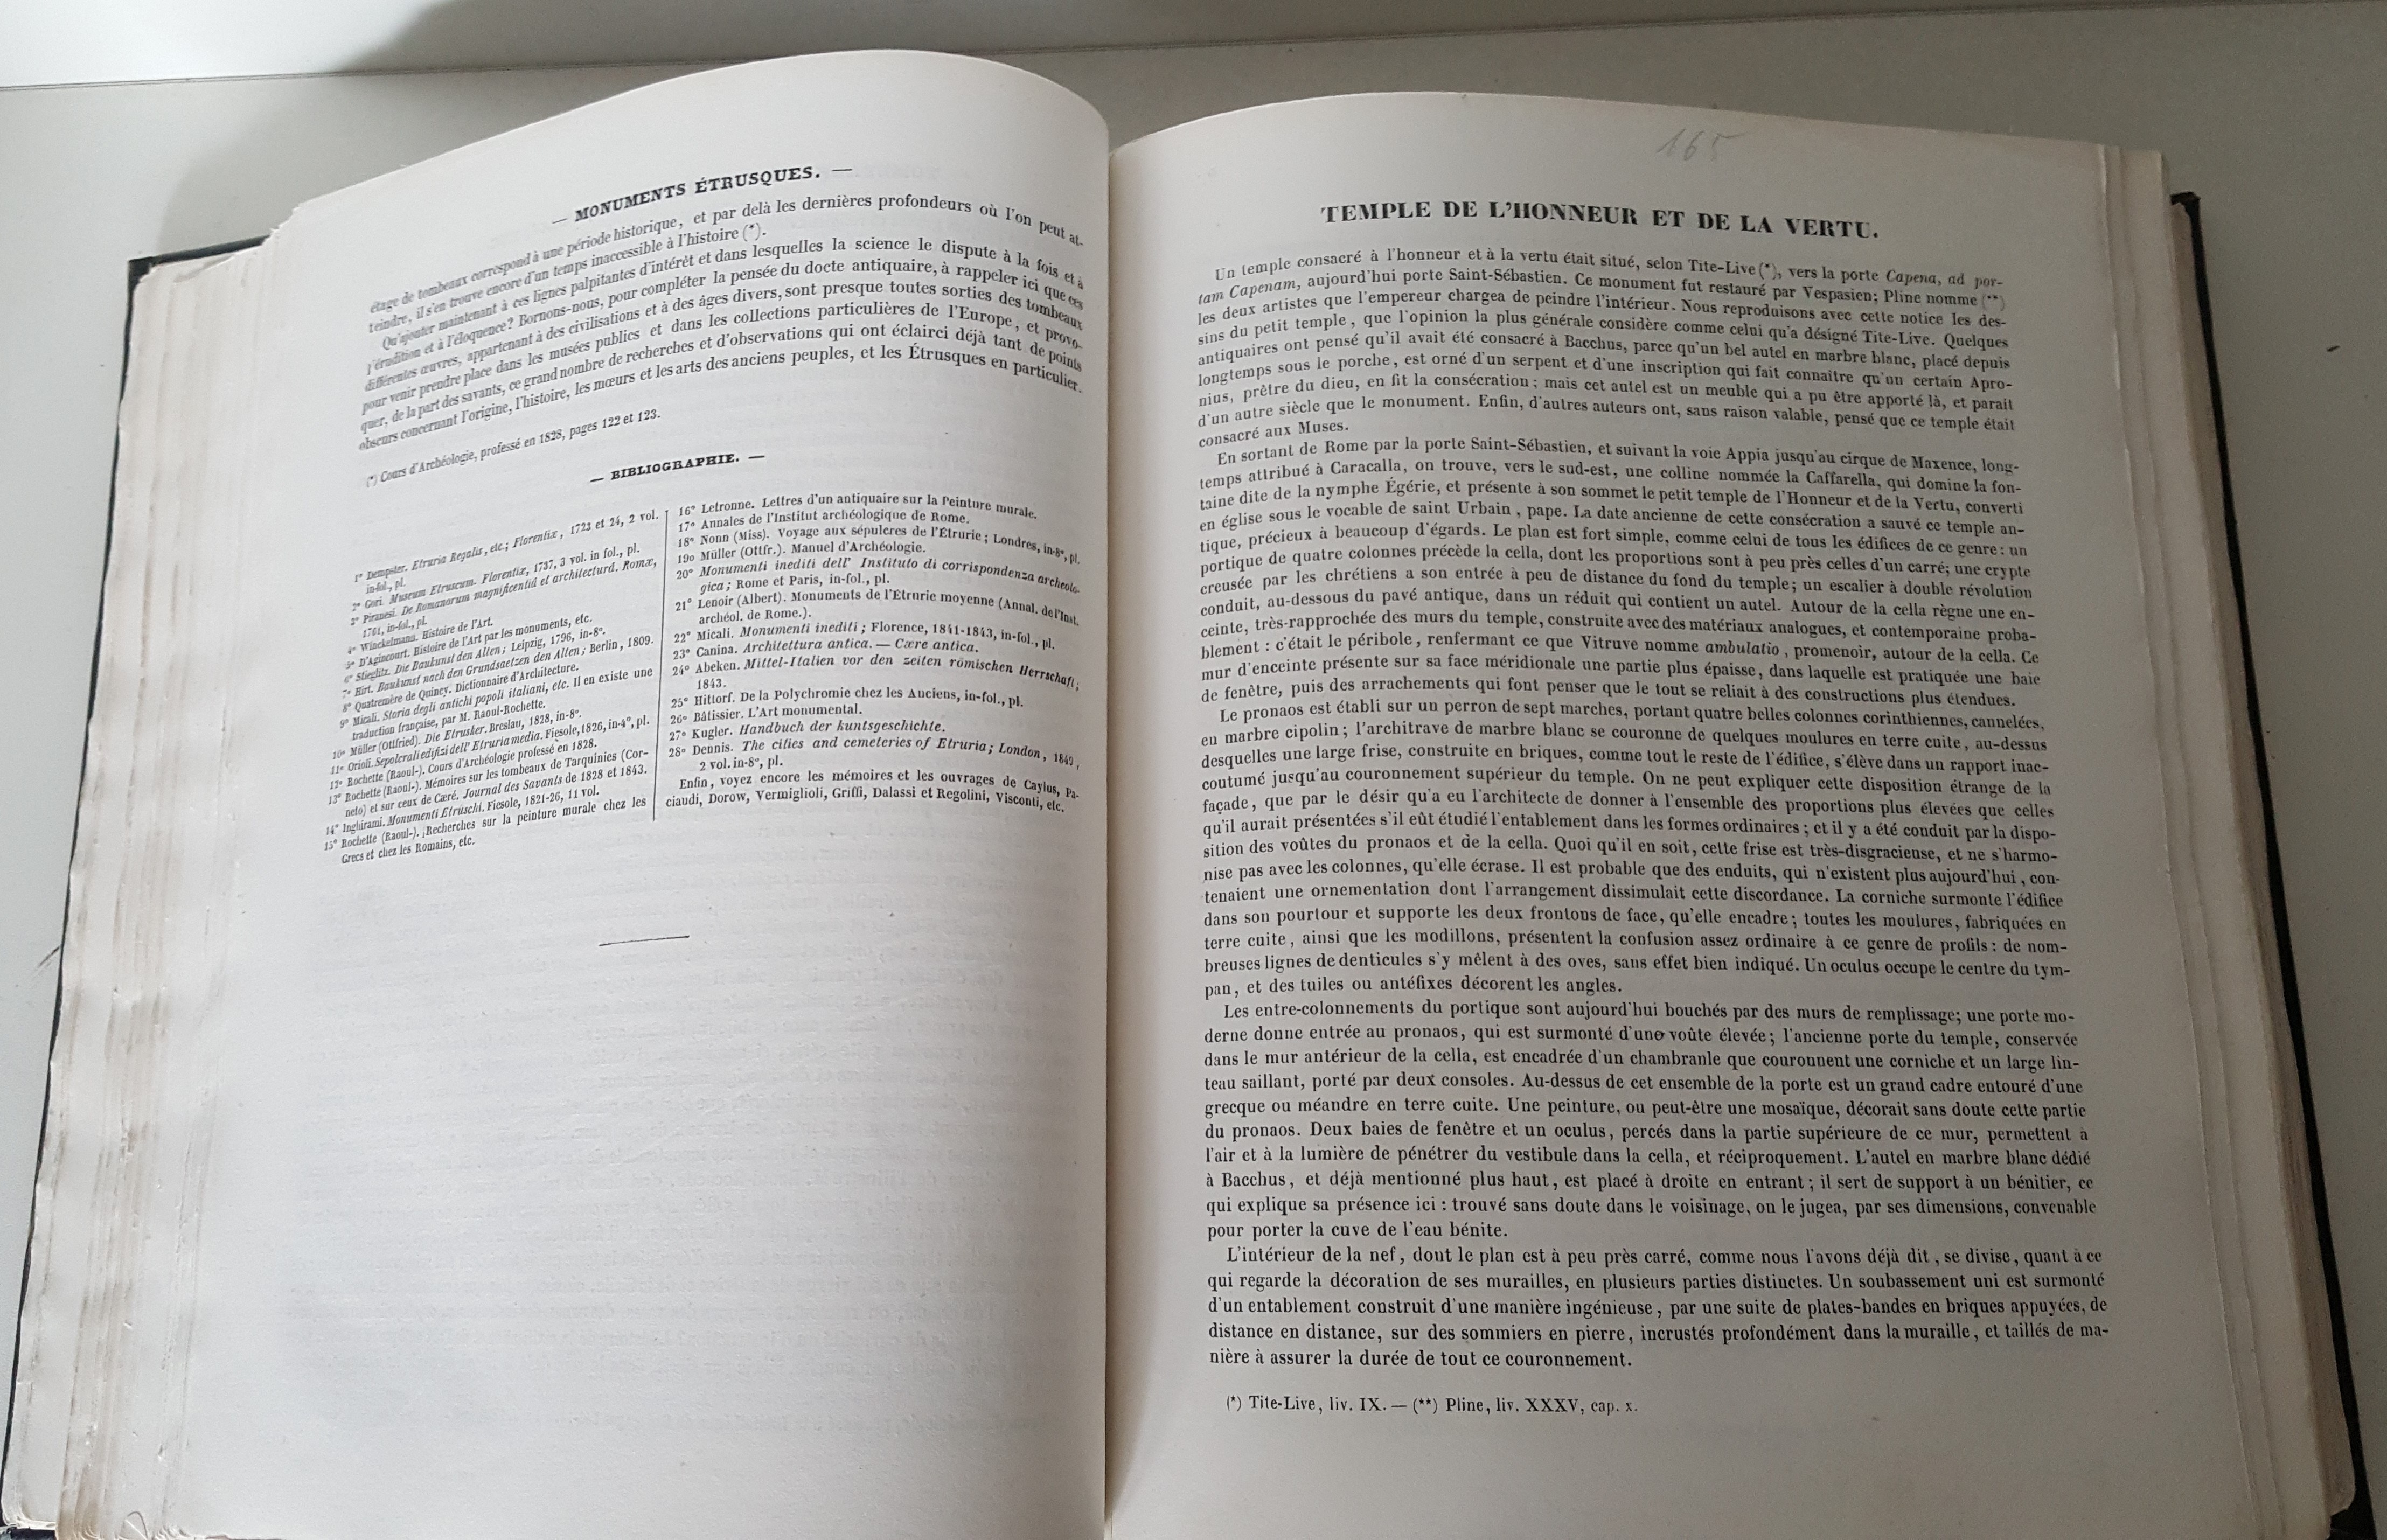 — MONUMENTS ÉTRUSQUES. —
étage de tombeaux correspond à une période historique, et par delà les dernières profondeurs où l'on peut at-
teindre, il s'en trouve encore d'un temps inaccessible à l'histoire (*).
Qu'ajouter maintenant à ces lignes palpitantes d'intérêt et dans lesquelles la science le dispute à la fois et à
l'érudition et à l'éloquence? Bornons-nous, pour compléter la pensée du docte antiquaire, à rappeler ici que ces
différentes œuvres, appartenant à des civilisations et à des âges divers, sont presque toutes sorties des tombeaux
pour venir prendre place dans les musées publics et dans les collections particulières de l'Europe, et provo-
quer, de la part des savants, ce grand nombre de recherches et d'observations qui ont éclairci déjà tant de points
obscurs concernant l'origine, l'histoire, les mœurs et les arts des anciens peuples, et les Étrusques en particulier.
(*) Cours d'Archéologie, professé en 1828, pages 122 et 123.
— BIBLIOGRAPHIE. —
1° Dempster. Etruria Regalis, etc.; Florentiæ, 1723 et 24, 2 vol.
in-fol., pl.
2° Gori. Museum Etruscum. Florentiæ, 1737, 3 vol. in fol., pl.
3° Piranesi. De Romanorum magnificentiâ et architecturâ. Romæ,
1761, in-fol., pl.
4° Winckelmann. Histoire de l'Art.
5° D'Agincourt. Histoire de l'Art par les monuments, etc.
6° Stieglitz. Die Baukunst den Alten; Leipzig, 1796, in-8°.
7° Hirt. Baukunst nach den Grundsaetzen den Alten; Berlin, 1809.
8° Quatremère de Quincy. Dictionnaire d'Architecture.
9° Micali. Storia degli antichi popoli italiani, etc. Il en existe une
traduction française, par M. Raoul-Rochette.
10° Müller (Ottfried). Die Etrusker. Breslau, 1828, in-8°.
11° Orioli. Sepolcrali edifizi dell' Etruria media. Fiesole, 1826, in-4°, pl.
12° Rochette (Raoul-). Cours d'Archéologie professé en 1828.
13° Rochette (Raoul-). Mémoires sur les tombeaux de Tarquinies (Cor-
neto) et sur ceux de Cæré. Journal des Savants de 1828 et 1843.
14° Inghirami. Monumenti Etruschi. Fiesole, 1821-26, 11 vol.
15° Rochette (Raoul-). Recherches sur la peinture murale chez les
Grecs et chez les Romains, etc.
16° Letronne. Lettres d'un antiquaire sur la Peinture murale.
17° Annales de l'Institut archéologique de Rome.
18° Nonn (Miss). Voyage aux sépulcres de l'Étrurie; Londres, in-8°, pl.
19o Müller (Ottfr.). Manuel d'Archéologie.
20° Monumenti inediti dell' Instituto di corrispondenza archeolo-
gica; Rome et Paris, in-fol., pl.
21° Lenoir (Albert). Monuments de l'Étrurie moyenne (Annal. de l'Inst.
archéol. de Rome.).
22° Micali. Monumenti inediti; Florence, 1841-1843, in-fol., pl.
23° Canina. Architettura antica. — Cære antica.
24° Abeken. Mittel-Italien vor den zeiten römischen Herrschaft;
1843.
25° Hittorf. De la Polychromie chez les Anciens, in-fol., pl.
26° Bâtissier. L'Art monumental.
27° Kugler. Handbuch der kuntsgeschichte.
28° Dennis. The cities and cemeteries of Etruria; London, 1849,
2 vol. in-8°, pl.
Enfin, voyez encore les mémoires et les ouvrages de Caylus, Pa-
ciaudi, Dorow, Vermiglioli, Griffi, Dalassi et Regolini, Visconti, etc.
165
TEMPLE DE L'HONNEUR ET DE LA VERTU.
Un temple consacré à l'honneur et à la vertu était situé, selon Tite-Live (*), vers la porte Capena, ad por-
tam Capenam, aujourd'hui porte Saint-Sébastien. Ce monument fut restauré par Vespasien; Pline nomme (**)
les deux artistes que l'empereur chargea de peindre l'intérieur. Nous reproduisons avec cette notice les des-
sins du petit temple, que l'opinion la plus générale considère comme celui qu'a désigné Tite-Live. Quelques
antiquaires ont pensé qu'il avait été consacré à Bacchus, parce qu'un bel autel en marbre blanc, placé depuis
longtemps sous le porche, est orné d'un serpent et d'une inscription qui fait connaître qu'un certain Apro-
nius, prêtre du dieu, en fit la consécration; mais cet autel est un meuble qui a pu être apporté là, et paraît
d'un autre siècle que le monument. Enfin, d'autres auteurs ont, sans raison valable, pensé que ce temple était
consacré aux Muses.
En sortant de Rome par la porte Saint-Sébastien, et suivant la voie Appia jusqu'au cirque de Maxence, long-
temps attribué à Caracalla, on trouve, vers le sud-est, une colline nommée la Caffarella, qui domine la fon-
taine dite de la nymphe Égérie, et présente à son sommet le petit temple de l'Honneur et de la Vertu, converti
en église sous le vocable de saint Urbain, pape. La date ancienne de cette consécration a sauvé ce temple an-
tique, précieux à beaucoup d'égards. Le plan est fort simple, comme celui de tous les édifices de ce genre: un
portique de quatre colonnes précède la cella, dont les proportions sont à peu près celles d'un carré; une crypte
creusée par les chrétiens a son entrée à peu de distance du fond du temple; un escalier à double révolution
conduit, au-dessous du pavé antique, dans un réduit qui contient un autel. Autour de la cella règne une en-
ceinte, très-rapprochée des murs du temple, construite avec des matériaux analogues, et contemporaine proba-
blement : c'était le péribole, renfermant ce que Vitruve nomme ambulatio, promenoir, autour de la cella. Ce
mur d'enceinte présente sur sa face méridionale une partie plus épaisse, dans laquelle est pratiquée une baie
de fenêtre, puis des arrachements qui font penser que le tout se reliait à des constructions plus étendues.
Le pronaos est établi sur un perron de sept marches, portant quatre belles colonnes corinthiennes, cannelées,
en marbre cipolin; l'architrave de marbre blanc se couronne de quelques moulures en terre cuite, au-dessus
desquelles une large frise, construite en briques, comme tout le reste de l'édifice, s'élève dans un rapport inac-
coutumé jusqu'au couronnement supérieur du temple. On ne peut expliquer cette disposition étrange de la
façade, que par le désir qu'a eu l'architecte de donner à l'ensemble des proportions plus élevées que celles
qu'il aurait présentées s'il eût étudié l'entablement dans les formes ordinaires; et il y a été conduit par la dispo-
sition des voûtes du pronaos et de la cella. Quoi qu'il en soit, cette frise est très-disgracieuse, et ne s'harmo-
nise pas avec les colonnes, qu'elle écrase. Il est probable que des enduits, qui n'existent plus aujourd'hui, con-
tenaient une ornementation dont l'arrangement dissimulait cette discordance. La corniche surmonte l'édifice
dans son pourtour et supporte les deux frontons de face, qu'elle encadre; toutes les moulures, fabriquées en
terre cuite, ainsi que les modillons, présentent la confusion assez ordinaire à ce genre de profils: de nom-
breuses lignes de denticules s'y mêlent à des oves, sans effet bien indiqué. Un oculus occupe le centre du tym-
pan, et des tuiles ou antéfixes décorent les angles.
Les entre-colonnements du portique sont aujourd'hui bouchés par des murs de remplissage; une porte mo-
derne donne entrée au pronaos, qui est surmonté d'une voûte élevée; l'ancienne porte du temple, conservée
dans le mur antérieur de la cella, est encadrée d'un chambranle que couronnent une corniche et un large lin-
teau saillant, porté par deux consoles. Au-dessus de cet ensemble de la porte est un grand cadre entouré d'une
grecque ou méandre en terre cuite. Une peinture, ou peut-être une mosaïque, décorait sans doute cette partie
du pronaos. Deux baies de fenêtre et un oculus, percés dans la partie supérieure de ce mur, permettent à
l'air et à la lumière de pénétrer du vestibule dans la cella, et réciproquement. L'autel en marbre blanc dédié
à Bacchus, et déjà mentionné plus haut, est placé à droite en entrant; il sert de support à un bénitier, ce
qui explique sa présence ici : trouvé sans doute dans le voisinage, on le jugea, par ses dimensions, convenable
pour porter la cuve de l'eau bénite.
L'intérieur de la nef, dont le plan est à peu près carré, comme nous l'avons déjà dit, se divise, quant à ce
qui regarde la décoration de ses murailles, en plusieurs parties distinctes. Un soubassement uni est surmonté
d'un entablement construit d'une manière ingénieuse, par une suite de plates-bandes en briques appuyées, de
distance en distance, sur des sommiers en pierre, incrustés profondément dans la muraille, et taillés de ma-
nière à assurer la durée de tout ce couronnement.
(*) Tite-Live, liv. IX. — (**) Pline, liv. XXXV, cap. x.